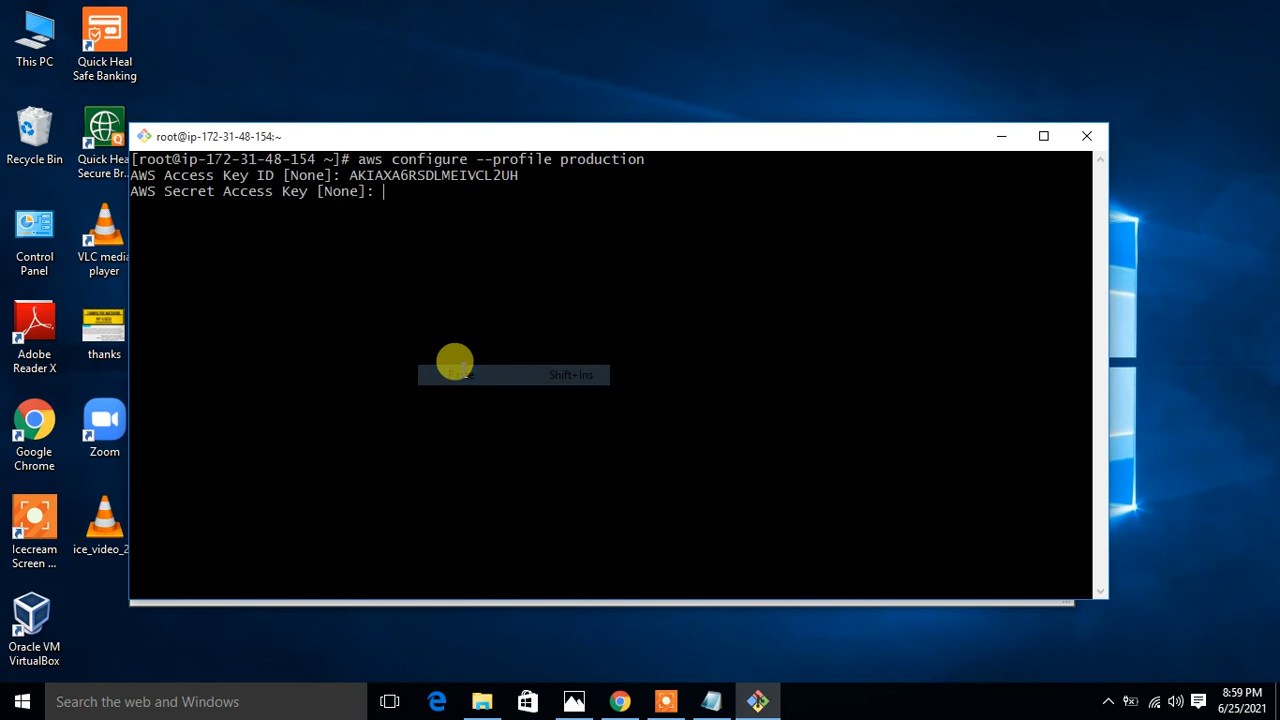 This PC
Quick Heal
Safe Banking
Recycle Bin
Quick Hea
Secure Br...
Control
Panel
VLC media
player
Adobe
Reader X
thanks
Google
Chrome
Zoom
Icecream
Screen ...
ice_video_2
Oracle VM
VirtualBox
root@ip-172-31-48-154:~
[root@ip-172-31-48-154 ~]# aws configure --profile production
AWS Access Key ID [None]: AKIAXA6RSDLMEIVCL2UH
AWS Secret Access Key [None]:
Paste Shift+Ins
Search the web and Windows
8:59 PM
6/25/2021